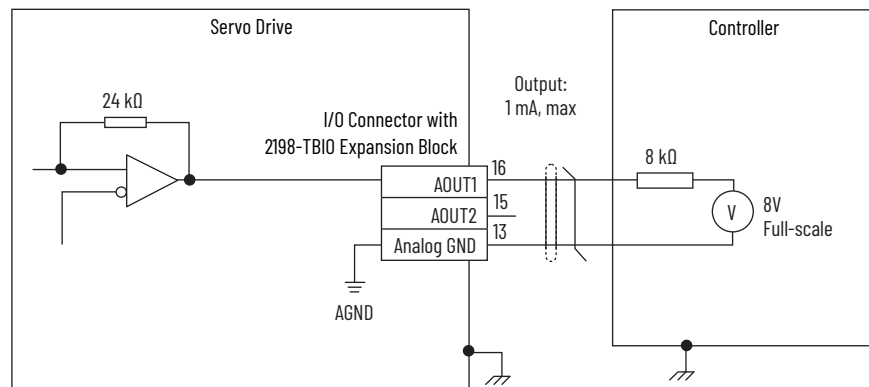 Servo Drive
Controller
24 kΩ
I/O Connector with
2198-TBIO Expansion Block
Output:
1 mA, max
16
AOUT1
15
AOUT2
13
Analog GND
AGND
8 kΩ
V
8V
Full-scale